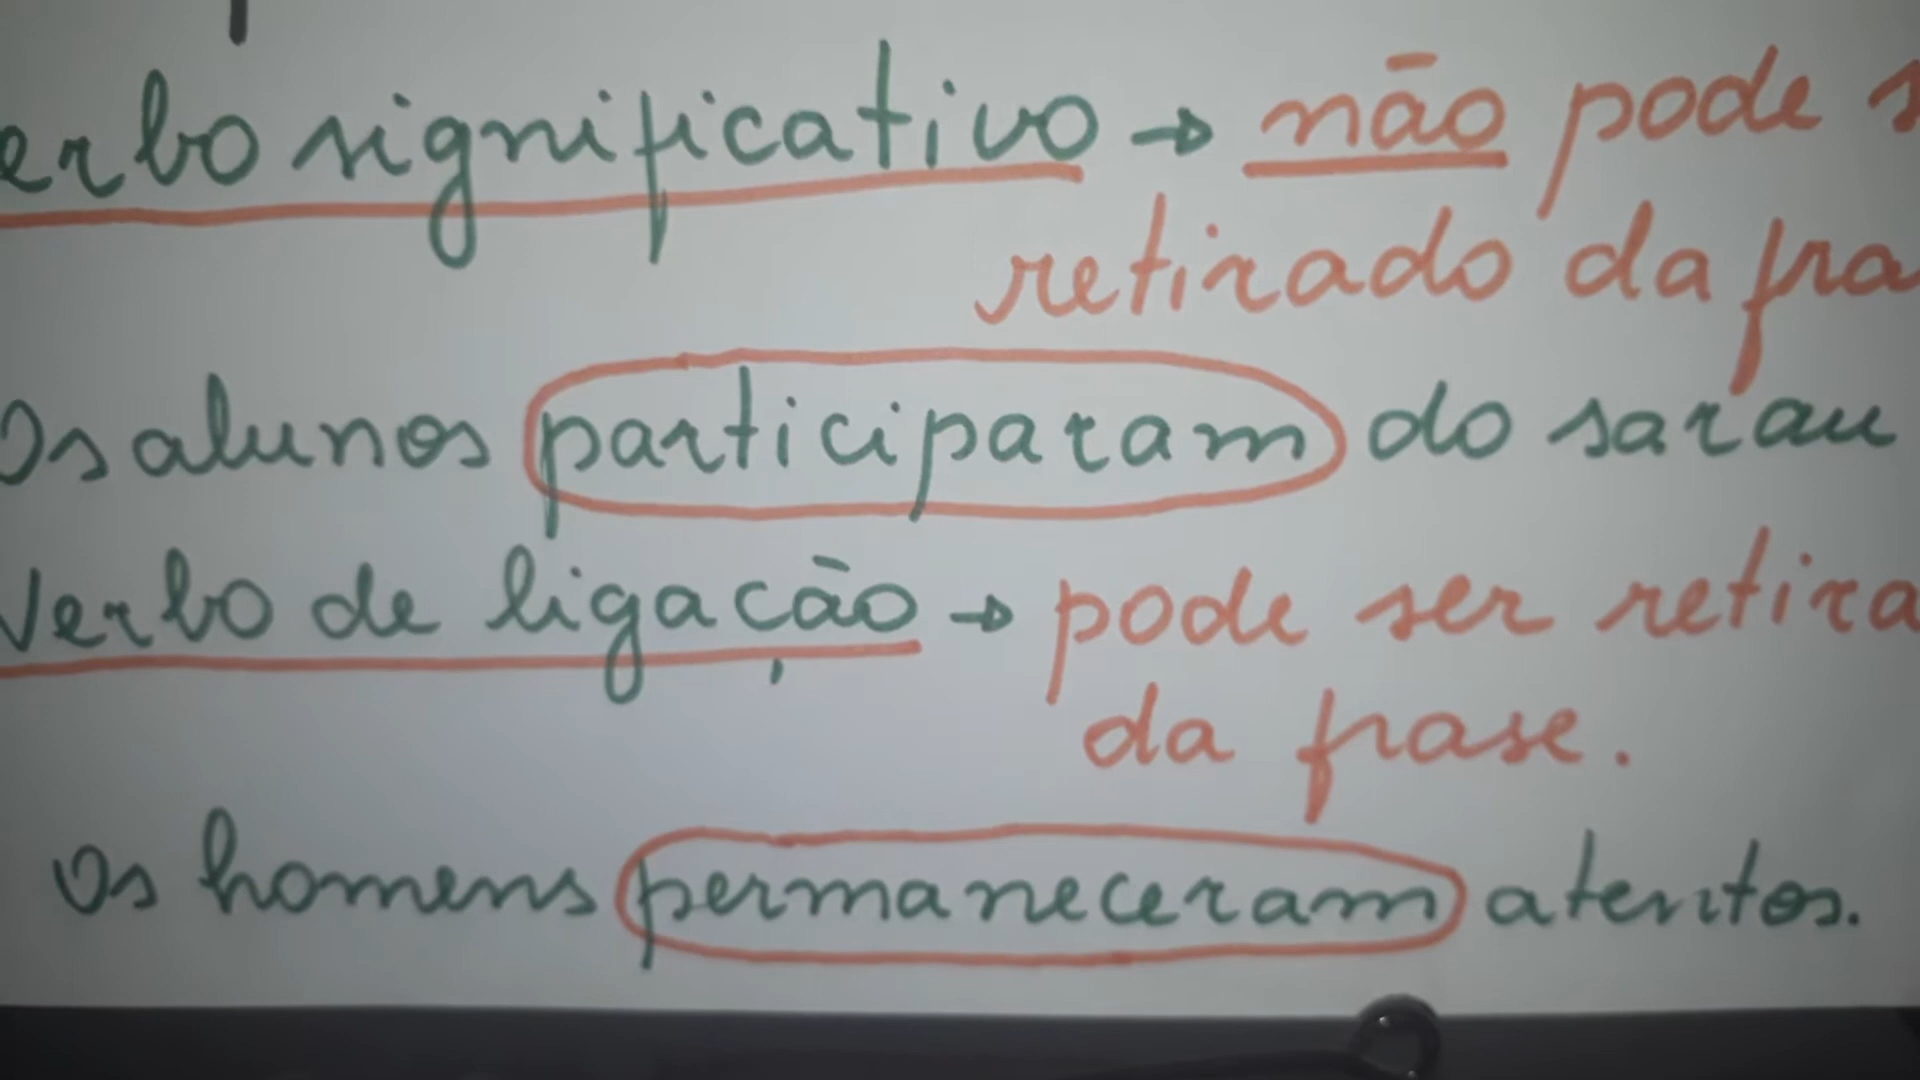 erbo significativo → não pode s
retirado da fra
Os alunos participaram do sarau
Verbo de ligação → pode ser retira
da frase.
Os homens permaneceram atentos.